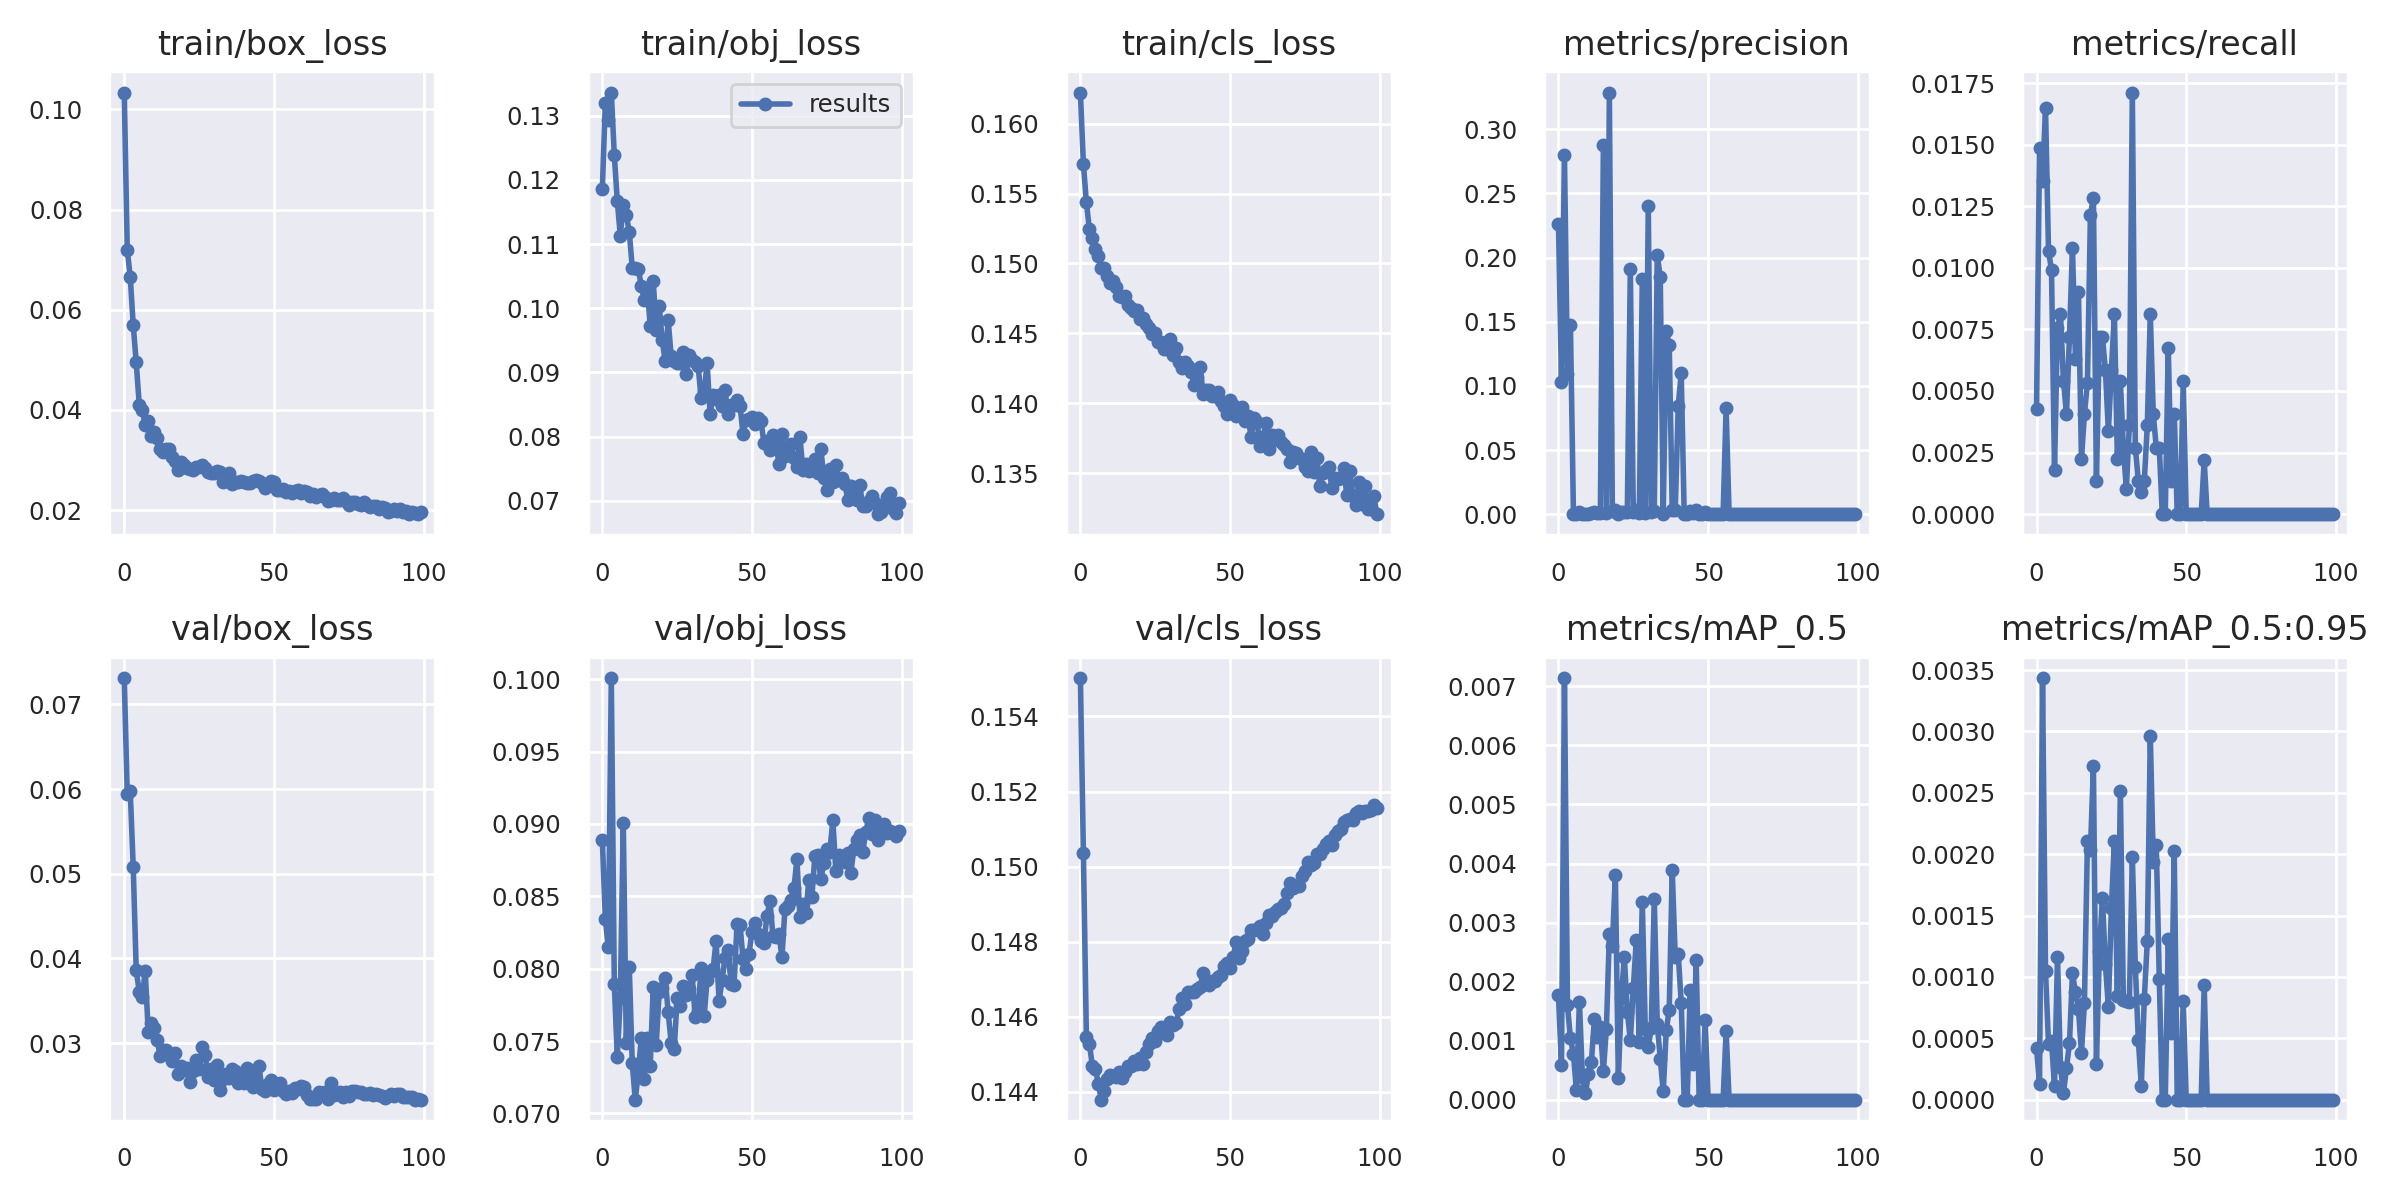 train/box_loss train/obj_loss train/cls_loss metrics/precision metrics/recall
0.10 0.08 0.06 0.04 0.02
0 50 100
results
0.13 0.12 0.11 0.10 0.09 0.08 0.07
0 50 100
0.160 0.155 0.150 0.145 0.140 0.135
0 50 100
0.30 0.25 0.20 0.15 0.10 0.05 0.00
0 50 100
0.0175 0.0150 0.0125 0.0100 0.0075 0.0050 0.0025 0.0000
0 50 100
val/box_loss val/obj_loss val/cls_loss metrics/mAP_0.5 metrics/mAP_0.5:0.95
0.07 0.06 0.05 0.04 0.03
0 50 100
0.100 0.095 0.090 0.085 0.080 0.075 0.070
0 50 100
0.154 0.152 0.150 0.148 0.146 0.144
0 50 100
0.007 0.006 0.005 0.004 0.003 0.002 0.001 0.000
0 50 100
0.0035 0.0030 0.0025 0.0020 0.0015 0.0010 0.0005 0.0000
0 50 100